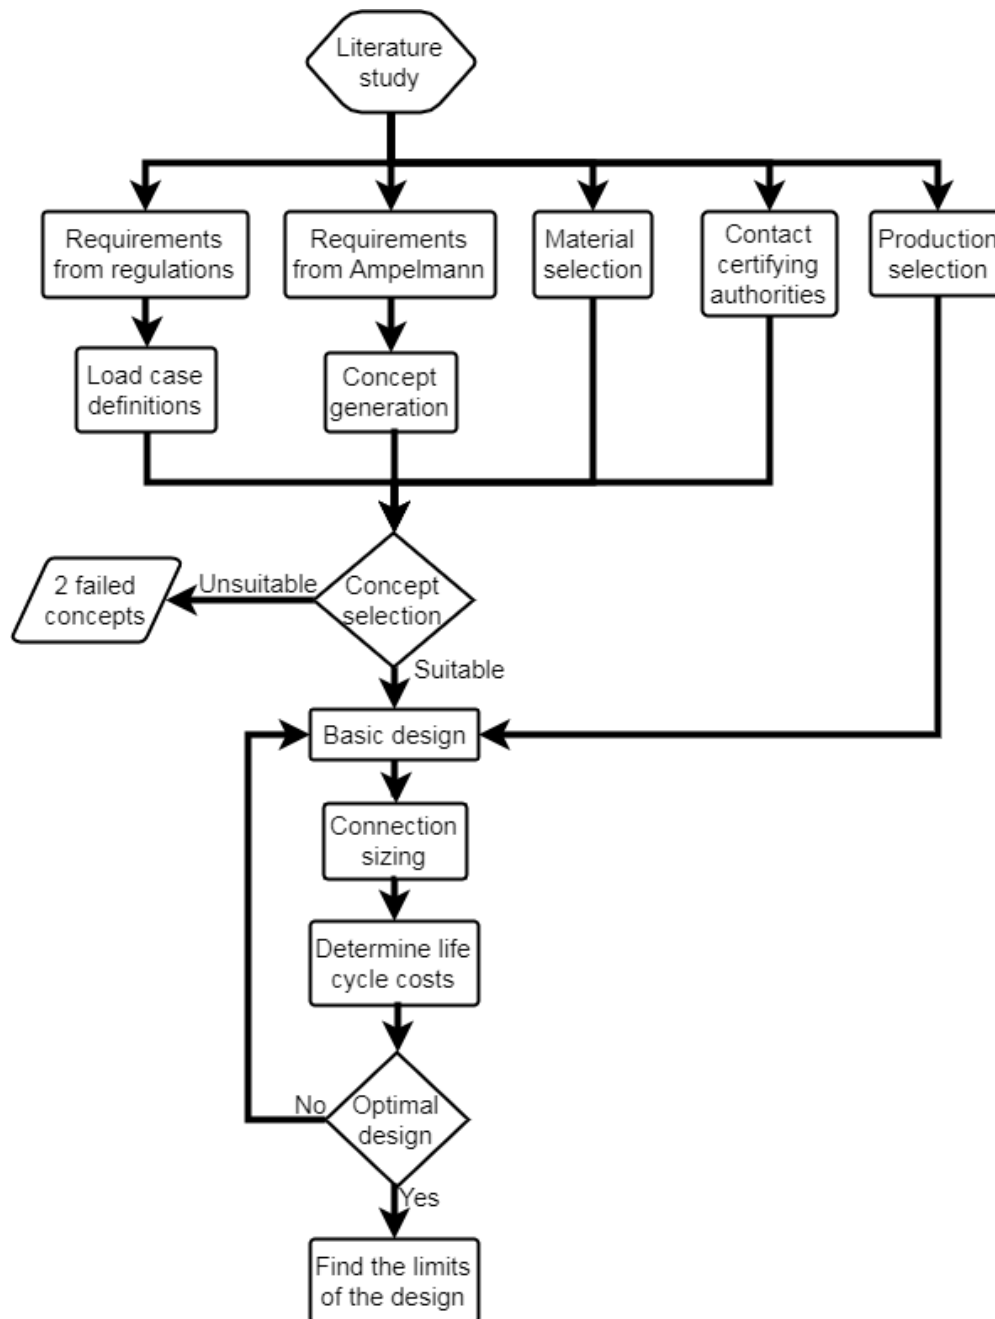 Literature
study
Requirements
from regulations
Requirements
from Ampelmann
Material
selection
Contact
certifying
authorities
Production
selection
Load case
definitions
Concept
generation
2 failed
concepts
Unsuitable
Concept
selection
Suitable
Basic design
Connection
sizing
Determine life
cycle costs
No
Optimal
design
Yes
Find the limits
of the design